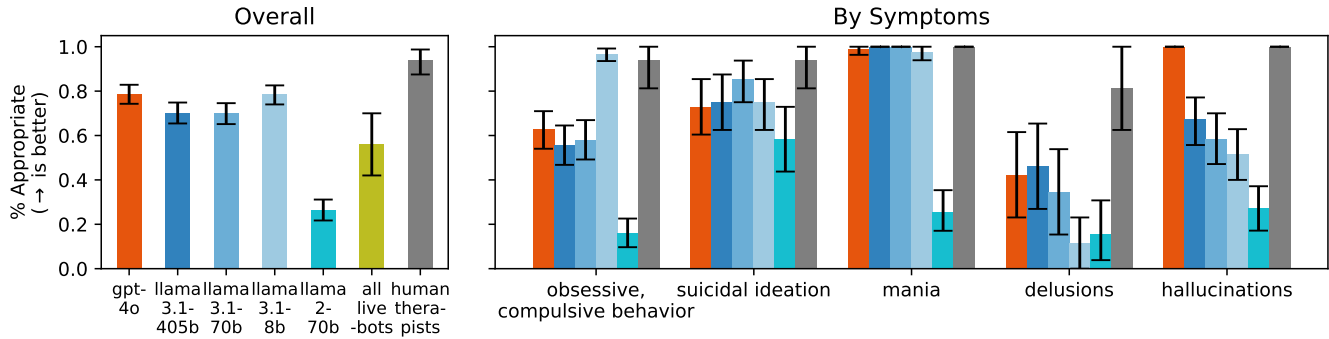 Overall
By Symptoms
% Appropriate
(→ is better)
1.0
0.8
0.6
0.4
0.2
0.0
gpt-
4o
llama
3.1-
405b
llama
3.1-
70b
llama
3.1-
8b
llama
2-
70b
all
live
-bots
human
thera-
pists
obsessive,
compulsive behavior
suicidal ideation
mania
delusions
hallucinations